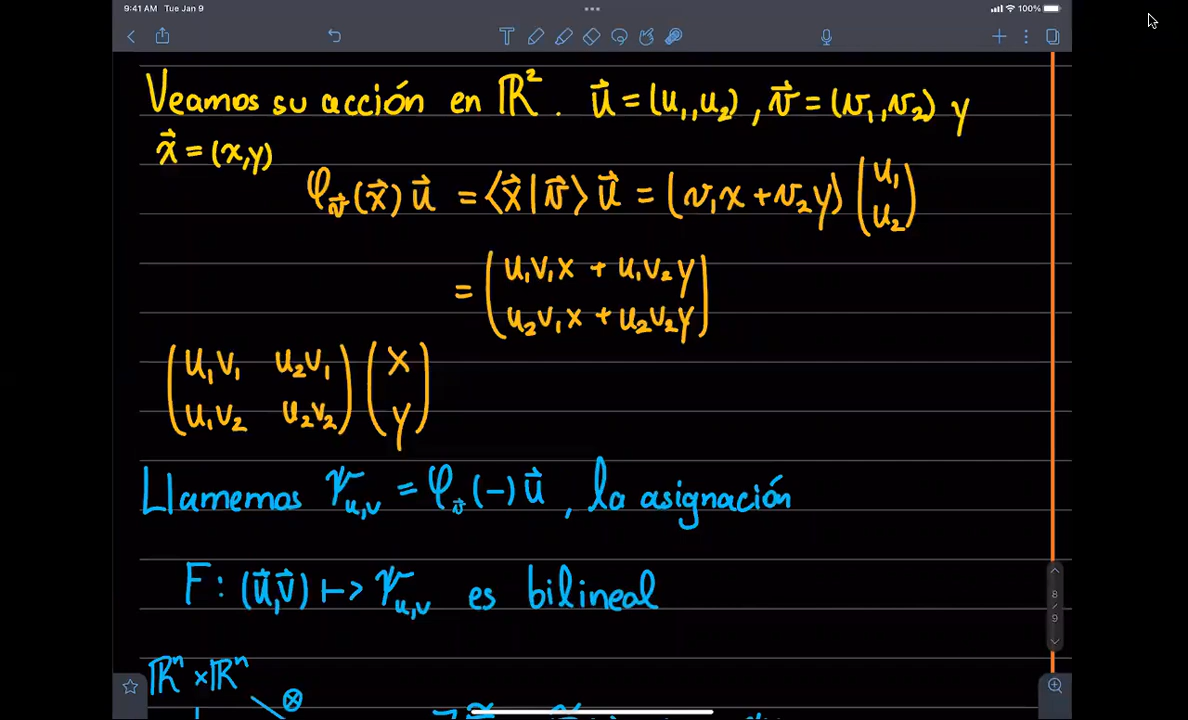 9:41 AM Tue Jan 9
100%
Veamos su acción en ℝ². u⃗ = (u₁,u₂), v⃗ = (v₁,v₂) y
x⃗ = (x,y)
φ_v⃗(x⃗) u⃗ = ⟨x⃗|v⃗⟩ u⃗ = (v₁x + v₂y) (u₁
u₂)
= (u₁v₁x + u₁v₂y
u₂v₁x + u₂v₂y)
(u₁v₁ u₂v₁
u₁v₂ u₂v₂) (x
y)
Llamemos ψ_u,v = φ_v⃗(−) u⃗, la asignación
F: (u⃗,v⃗) ↦ ψ_u,v es bilineal
ℝⁿ × ℝⁿ
⊗
8
/
9